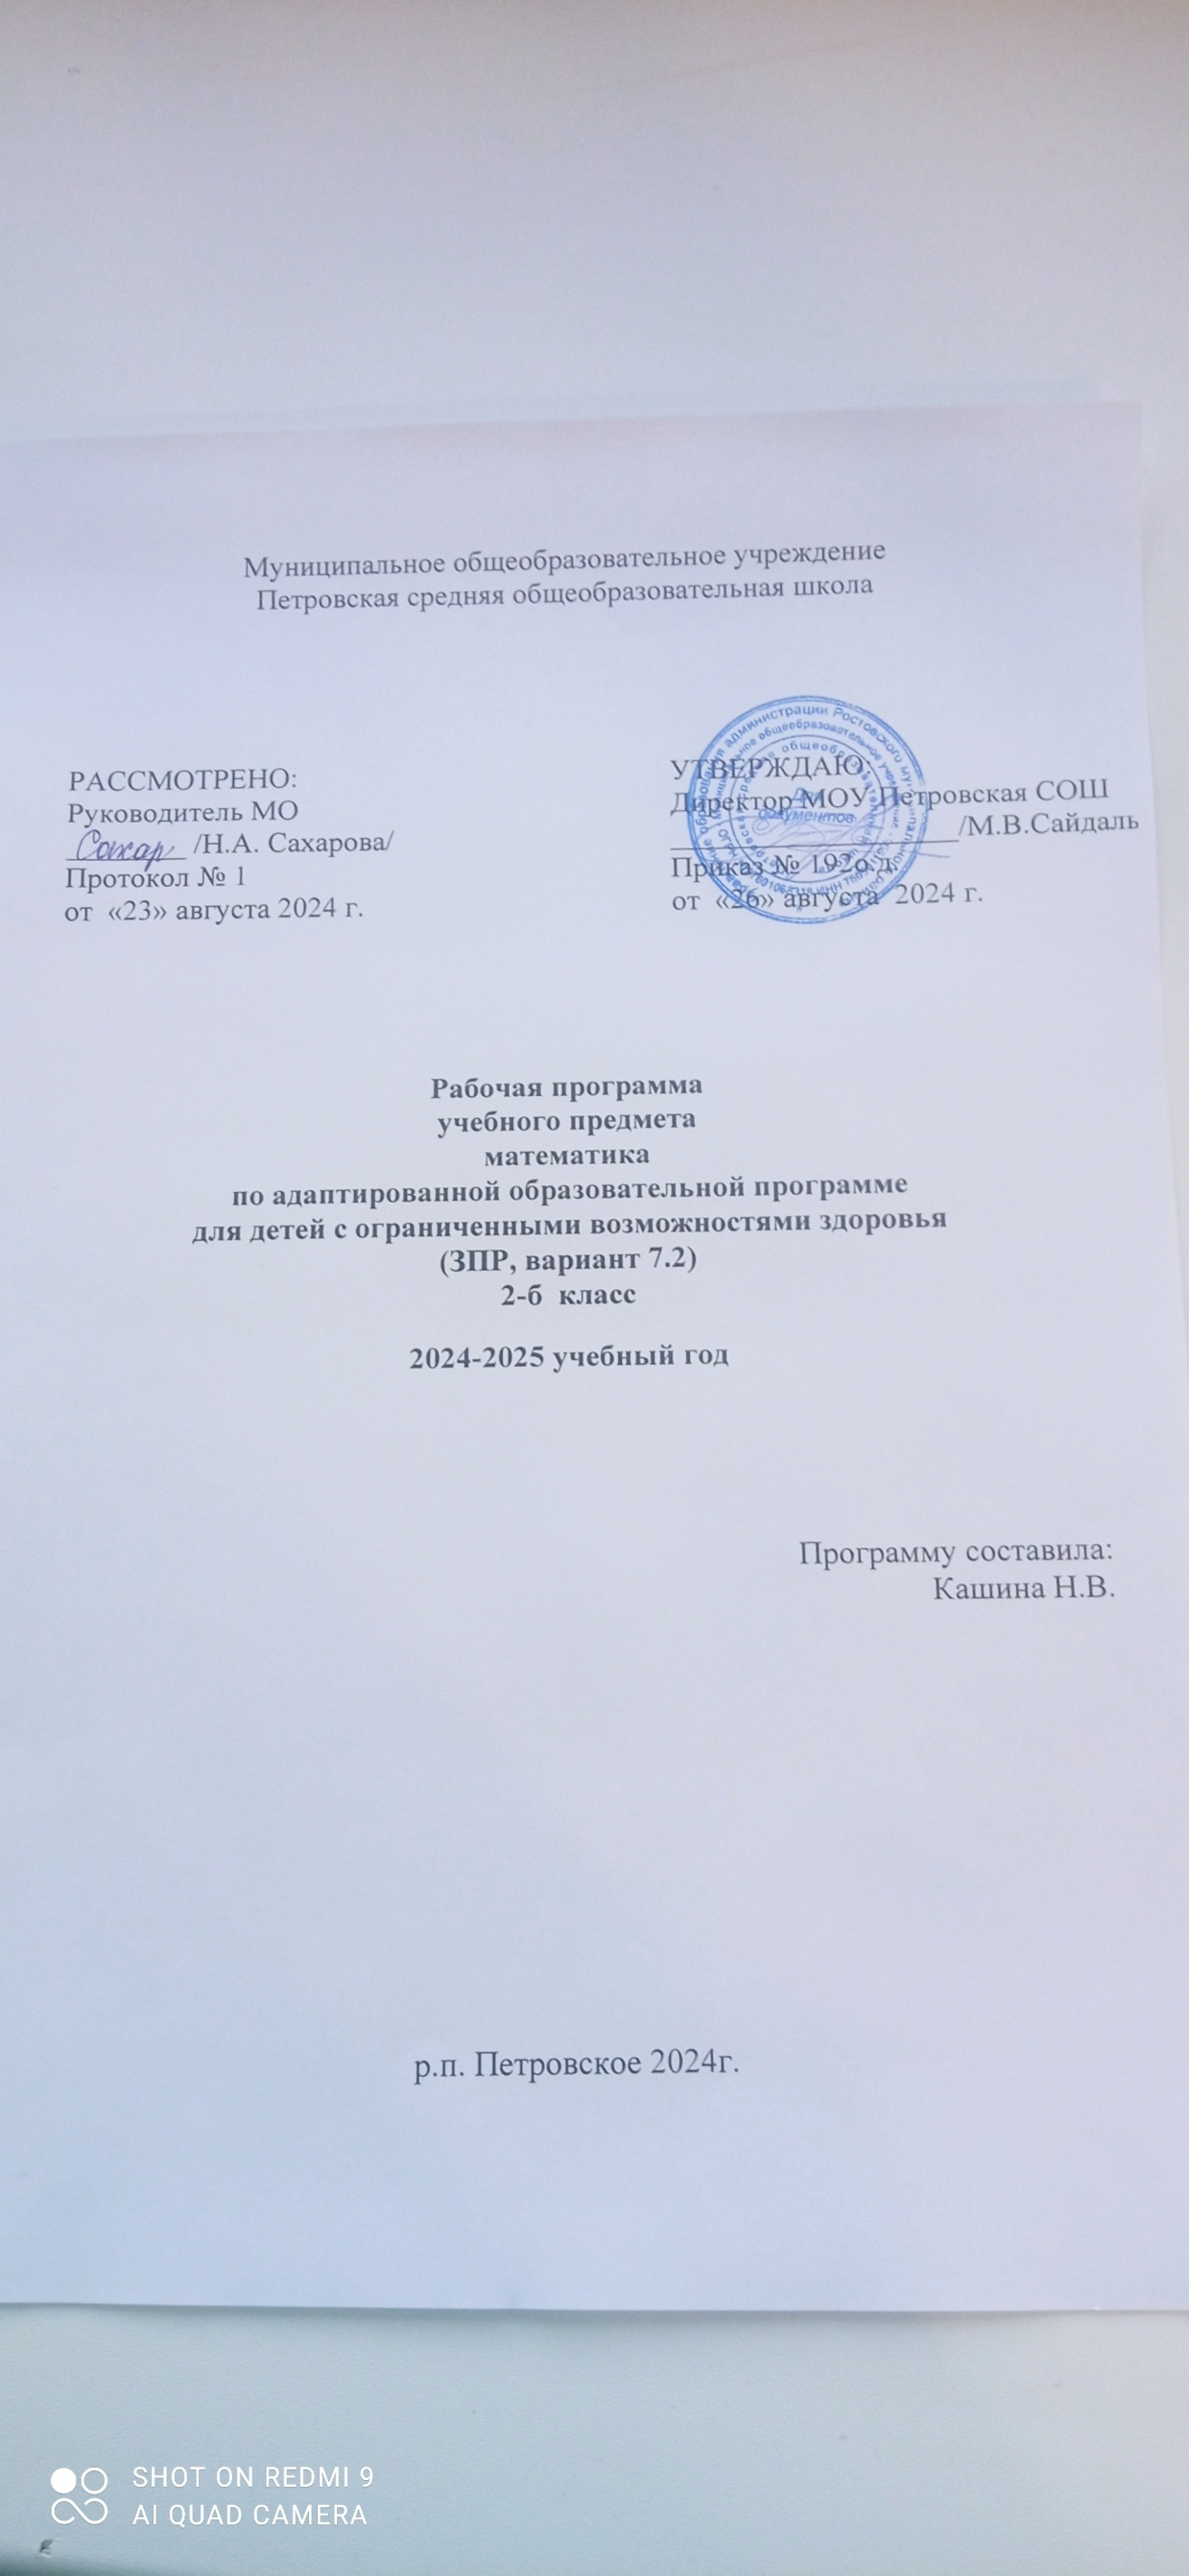 Муниципальное общеобразовательное учреждение
Петровская средняя общеобразовательная школа
РАССМОТРЕНО:
Руководитель МО
Сахар /Н.А. Сахарова/
Протокол № 1
от «23» августа 2024 г.
УТВЕРЖДАЮ:
Директор МОУ Петровская СОШ
/М.В.Сайдаль
Приказ № 192о.д.
от «26» августа 2024 г.
Для
документов
Рабочая программа
учебного предмета
математика
по адаптированной образовательной программе
для детей с ограниченными возможностями здоровья
(ЗПР, вариант 7.2)
2-б класс
2024-2025 учебный год
Программу составила:
Кашина Н.В.
р.п. Петровское 2024г.
SHOT ON REDMI 9
AI QUAD CAMERA